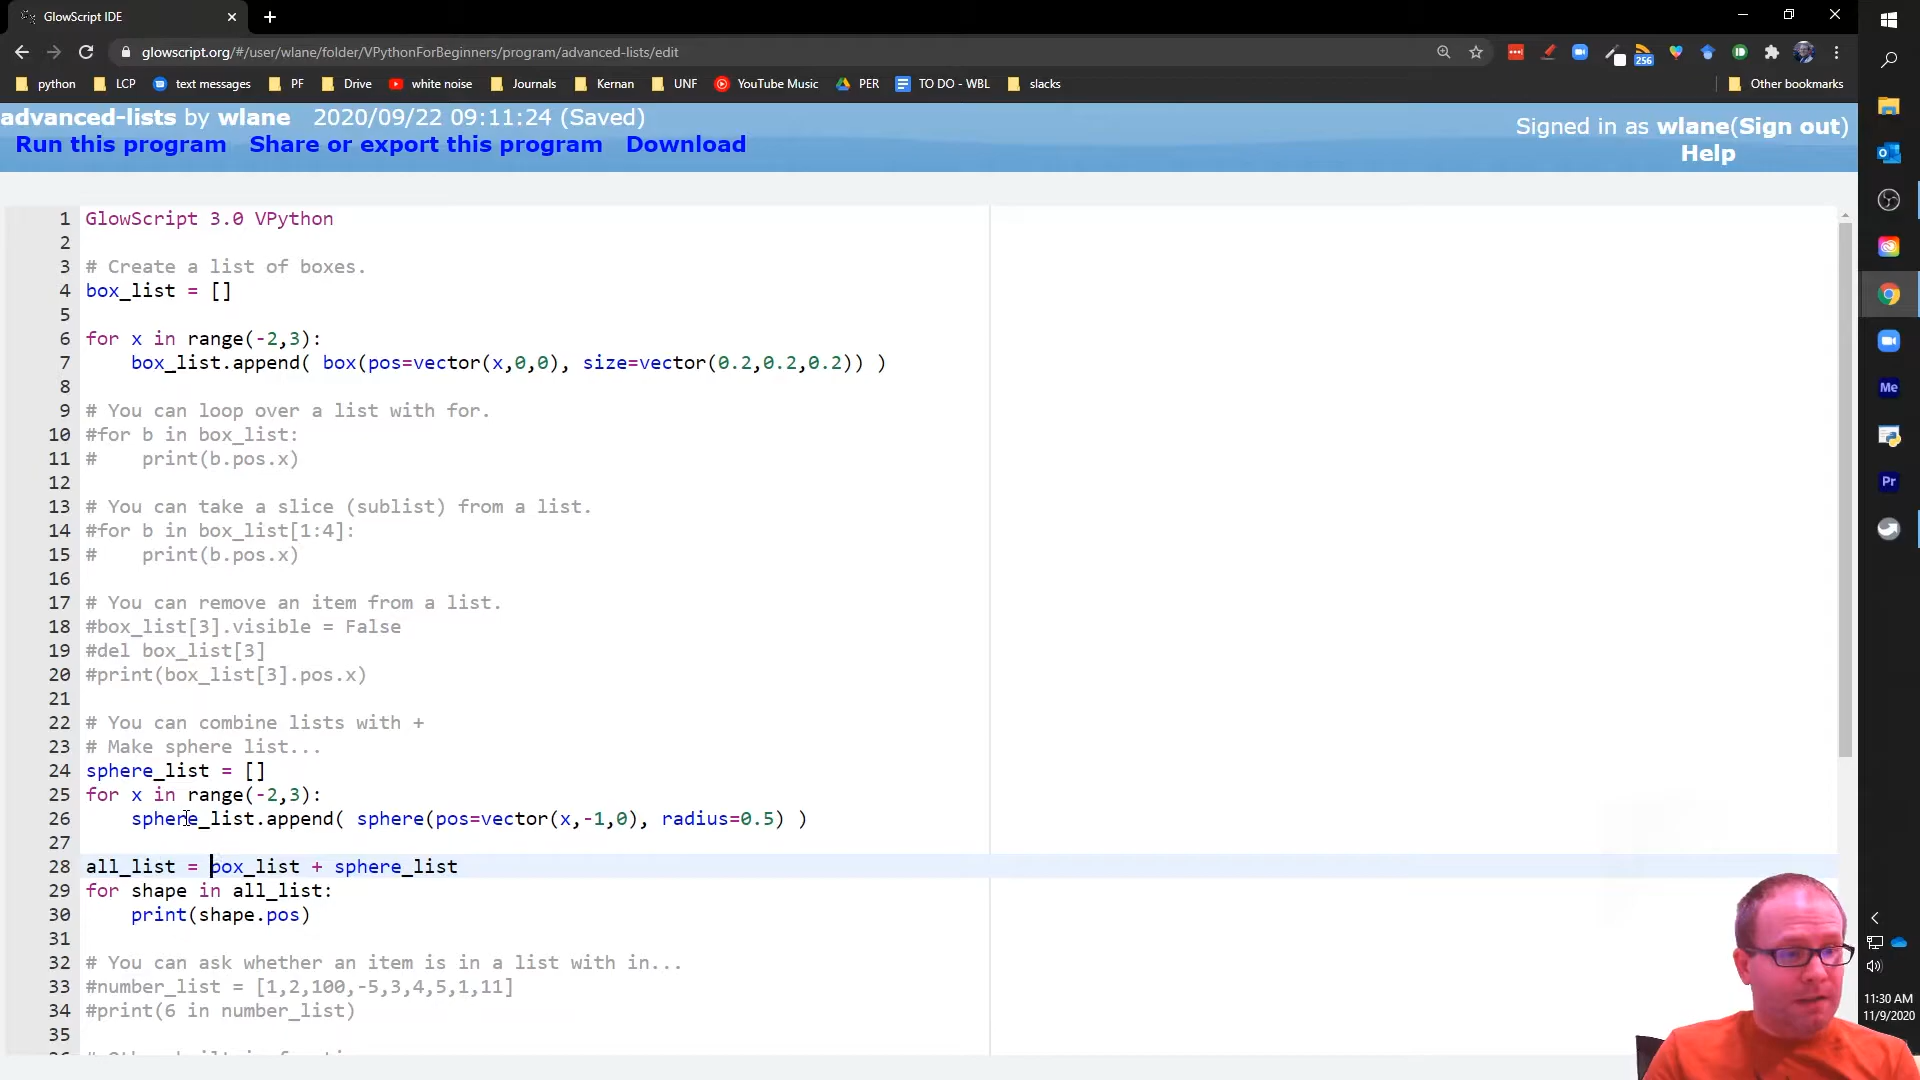 GlowScript IDE
glowscript.org/#/user/wlane/folder/VPythonForBeginners/program/advanced-lists/edit
256
python LCP text messages PF Drive white noise Journals Kernan UNF YouTube Music PER TO DO - WBL slacks Other bookmarks
advanced-lists by wlane 2020/09/22 09:11:24 (Saved)
Signed in as wlane(Sign out)
Run this program Share or export this program Download
Help
1 GlowScript 3.0 VPython
2
3 # Create a list of boxes.
4 box_list = []
5
6 for x in range(-2,3):
7     box_list.append( box(pos=vector(x,0,0), size=vector(0.2,0.2,0.2)) )
8
9 # You can loop over a list with for.
10 #for b in box_list:
11 #    print(b.pos.x)
12
13 # You can take a slice (sublist) from a list.
14 #for b in box_list[1:4]:
15 #    print(b.pos.x)
16
17 # You can remove an item from a list.
18 #box_list[3].visible = False
19 #del box_list[3]
20 #print(box_list[3].pos.x)
21
22 # You can combine lists with +
23 # Make sphere list...
24 sphere_list = []
25 for x in range(-2,3):
26     sphere_list.append( sphere(pos=vector(x,-1,0), radius=0.5) )
27
28 all_list = box_list + sphere_list
29 for shape in all_list:
30     print(shape.pos)
31
32 # You can ask whether an item is in a list with in...
33 #number_list = [1,2,100,-5,3,4,5,1,11]
34 #print(6 in number_list)
35
Me
Pr
11:30 AM
11/9/2020